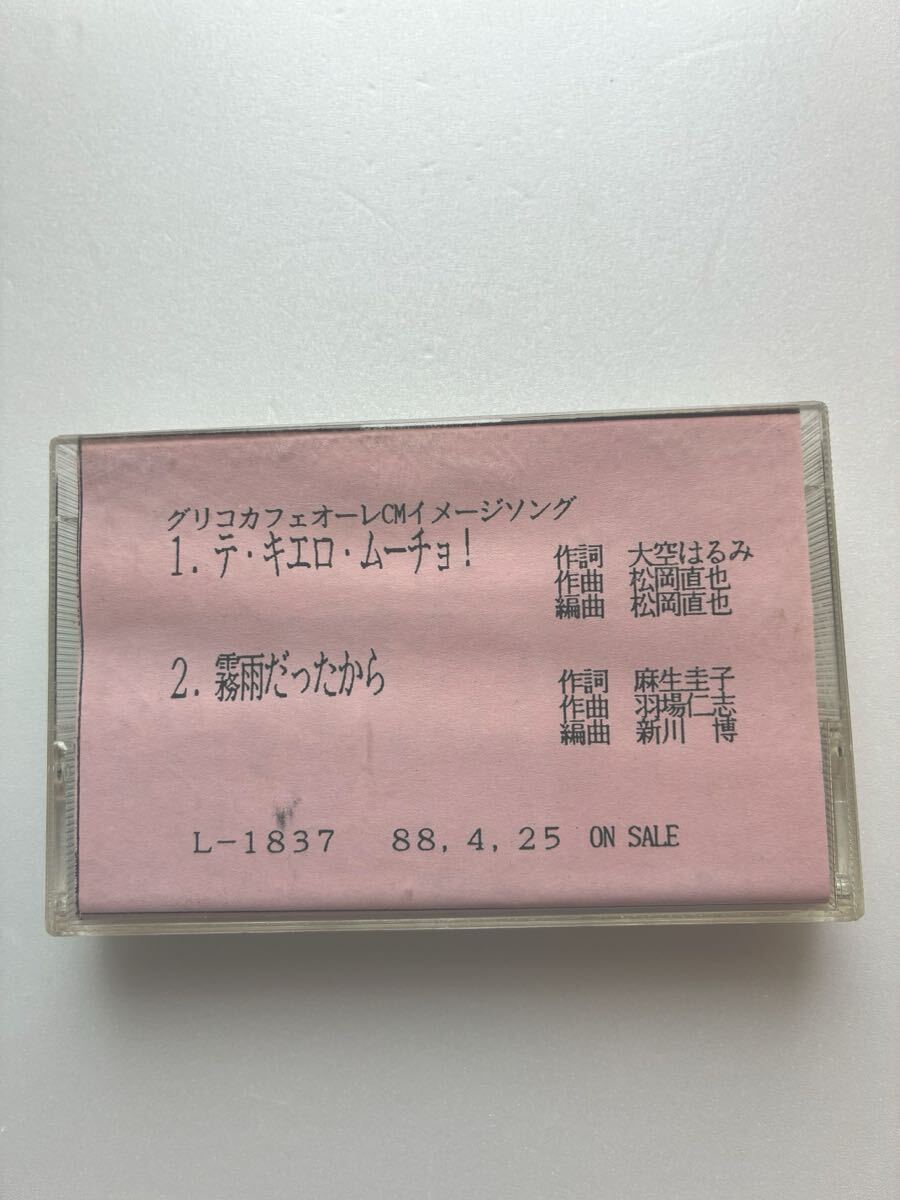 グリコカフェオーレCMイメージソング
1. テ・キエロ・ムーチョ!
作詞 大空はるみ
作曲 松岡直也
編曲 松岡直也
2. 霧雨だったから
作詞 麻生圭子
作曲 羽場仁志
編曲 新川 博
L-1837 88, 4, 25 ON SALE